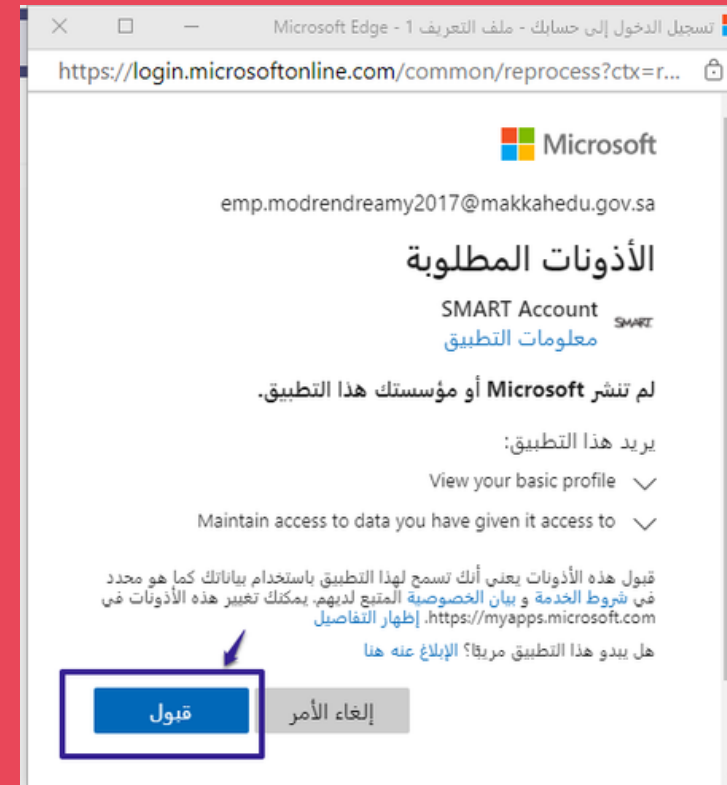 تسجيل الدخول إلى حسابك - ملف التعريف 1 - Microsoft Edge
https://login.microsoftonline.com/common/reprocess?ctx=r...
Microsoft
emp.modrendreamy2017@makkahedu.gov.sa
الأذونات المطلوبة
SMART Account
SMART
معلومات التطبيق
لم تنشر Microsoft أو مؤسستك هذا التطبيق.
يريد هذا التطبيق:
View your basic profile
Maintain access to data you have given it access to
قبول هذه الأذونات يعني أنك تسمح لهذا التطبيق باستخدام بياناتك كما هو محدد
في شروط الخدمة و بيان الخصوصية المتبع لديهم. يمكنك تغيير هذه الأذونات في
https://myapps.microsoft.com. إظهار التفاصيل
هل يبدو هذا التطبيق مريبًا؟ الإبلاغ عنه هنا
إلغاء الأمر
قبول